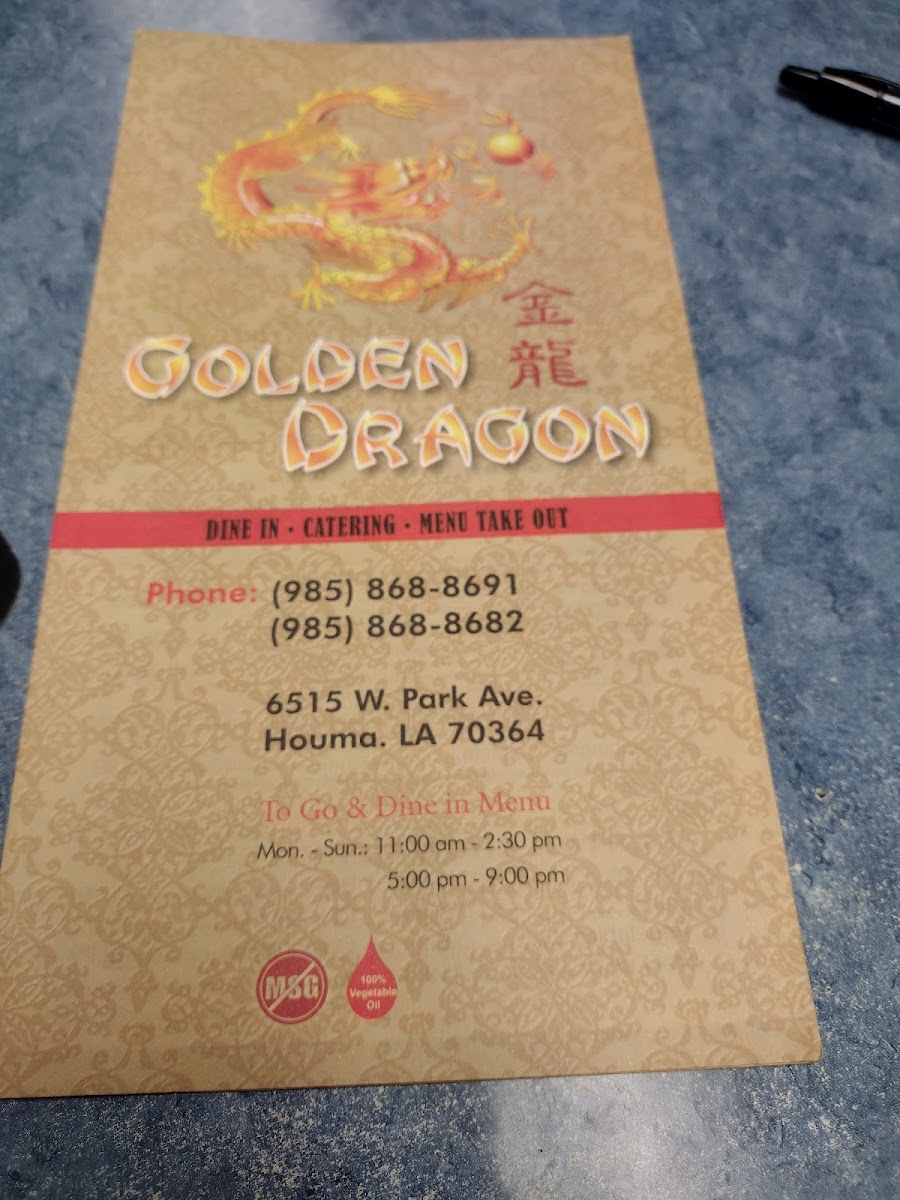 金
龍
GOLDEN
DRAGON
DINE IN · CATERING · MENU TAKE OUT
Phone: (985) 868-8691
(985) 868-8682
6515 W. Park Ave.
Houma. LA 70364
To Go & Dine in Menu
Mon. - Sun.: 11:00 am - 2:30 pm
5:00 pm - 9:00 pm
MSG
100%
Vegetable
Oil